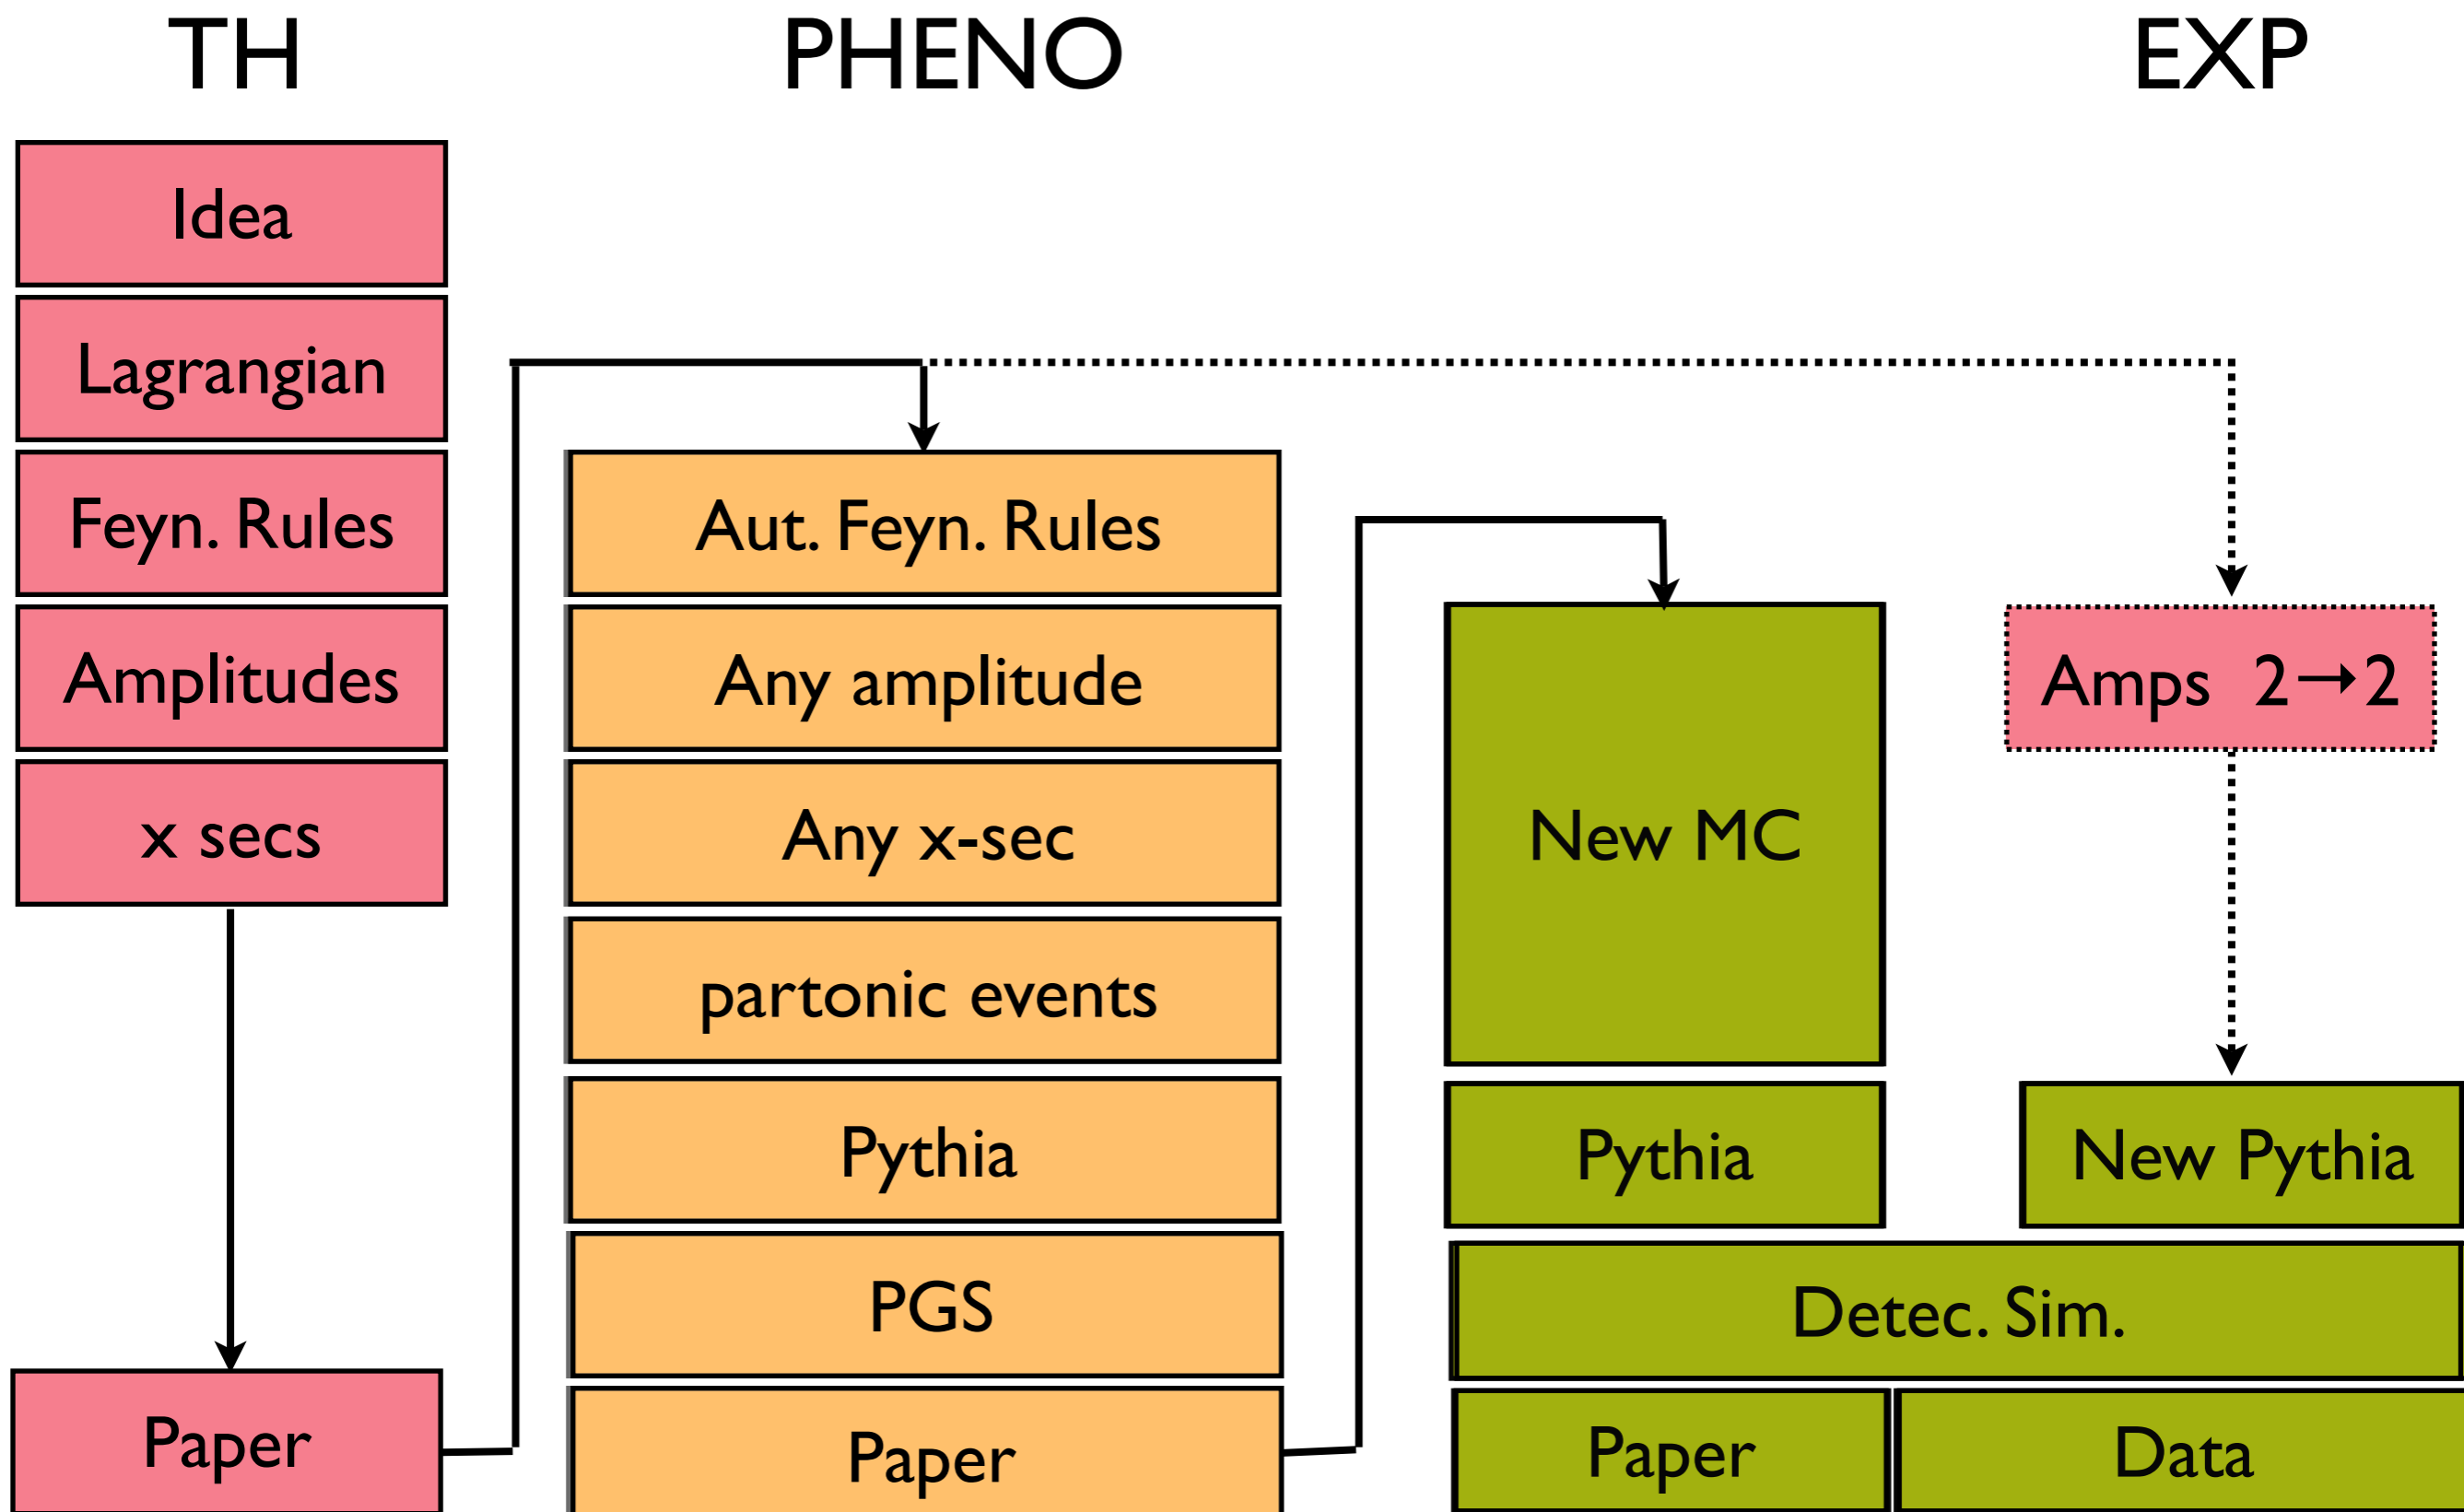 TH
PHENO
EXP
Idea
Lagrangian
Feyn. Rules
Amplitudes
x secs
Paper
Aut. Feyn. Rules
Any amplitude
Any x-sec
partonic events
Pythia
PGS
Paper
New MC
Pythia
Amps 2→2
New Pythia
Detec. Sim.
Paper
Data